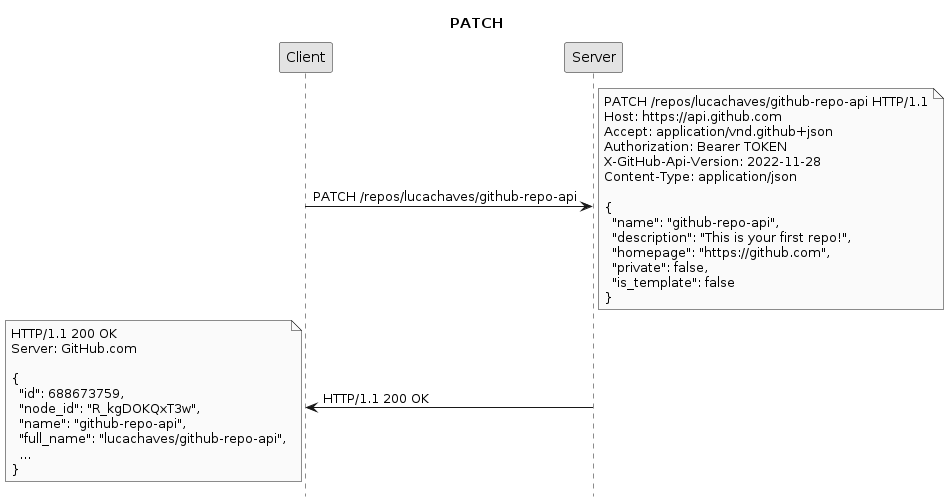 PATCH
Client
Server
PATCH /repos/lucachaves/github-repo-api HTTP/1.1
Host: https://api.github.com
Accept: application/vnd.github+json
Authorization: Bearer TOKEN
X-GitHub-Api-Version: 2022-11-28
Content-Type: application/json
{
"name": "github-repo-api",
"description": "This is your first repo!",
"homepage": "https://github.com",
"private": false,
"is_template": false
}
PATCH /repos/lucachaves/github-repo-api
HTTP/1.1 200 OK
Server: GitHub.com
{
"id": 688673759,
"node_id": "R_kgDOKQxT3w",
"name": "github-repo-api",
"full_name": "lucachaves/github-repo-api",
...
}
HTTP/1.1 200 OK